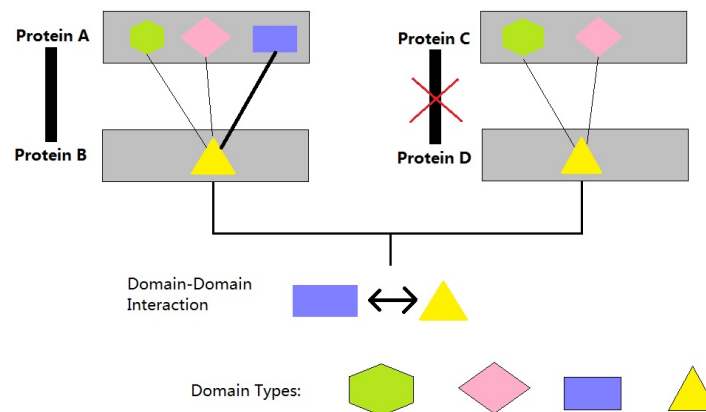 Protein A
Protein B
Protein C
Protein D
Domain-Domain
Interaction
Domain Types: